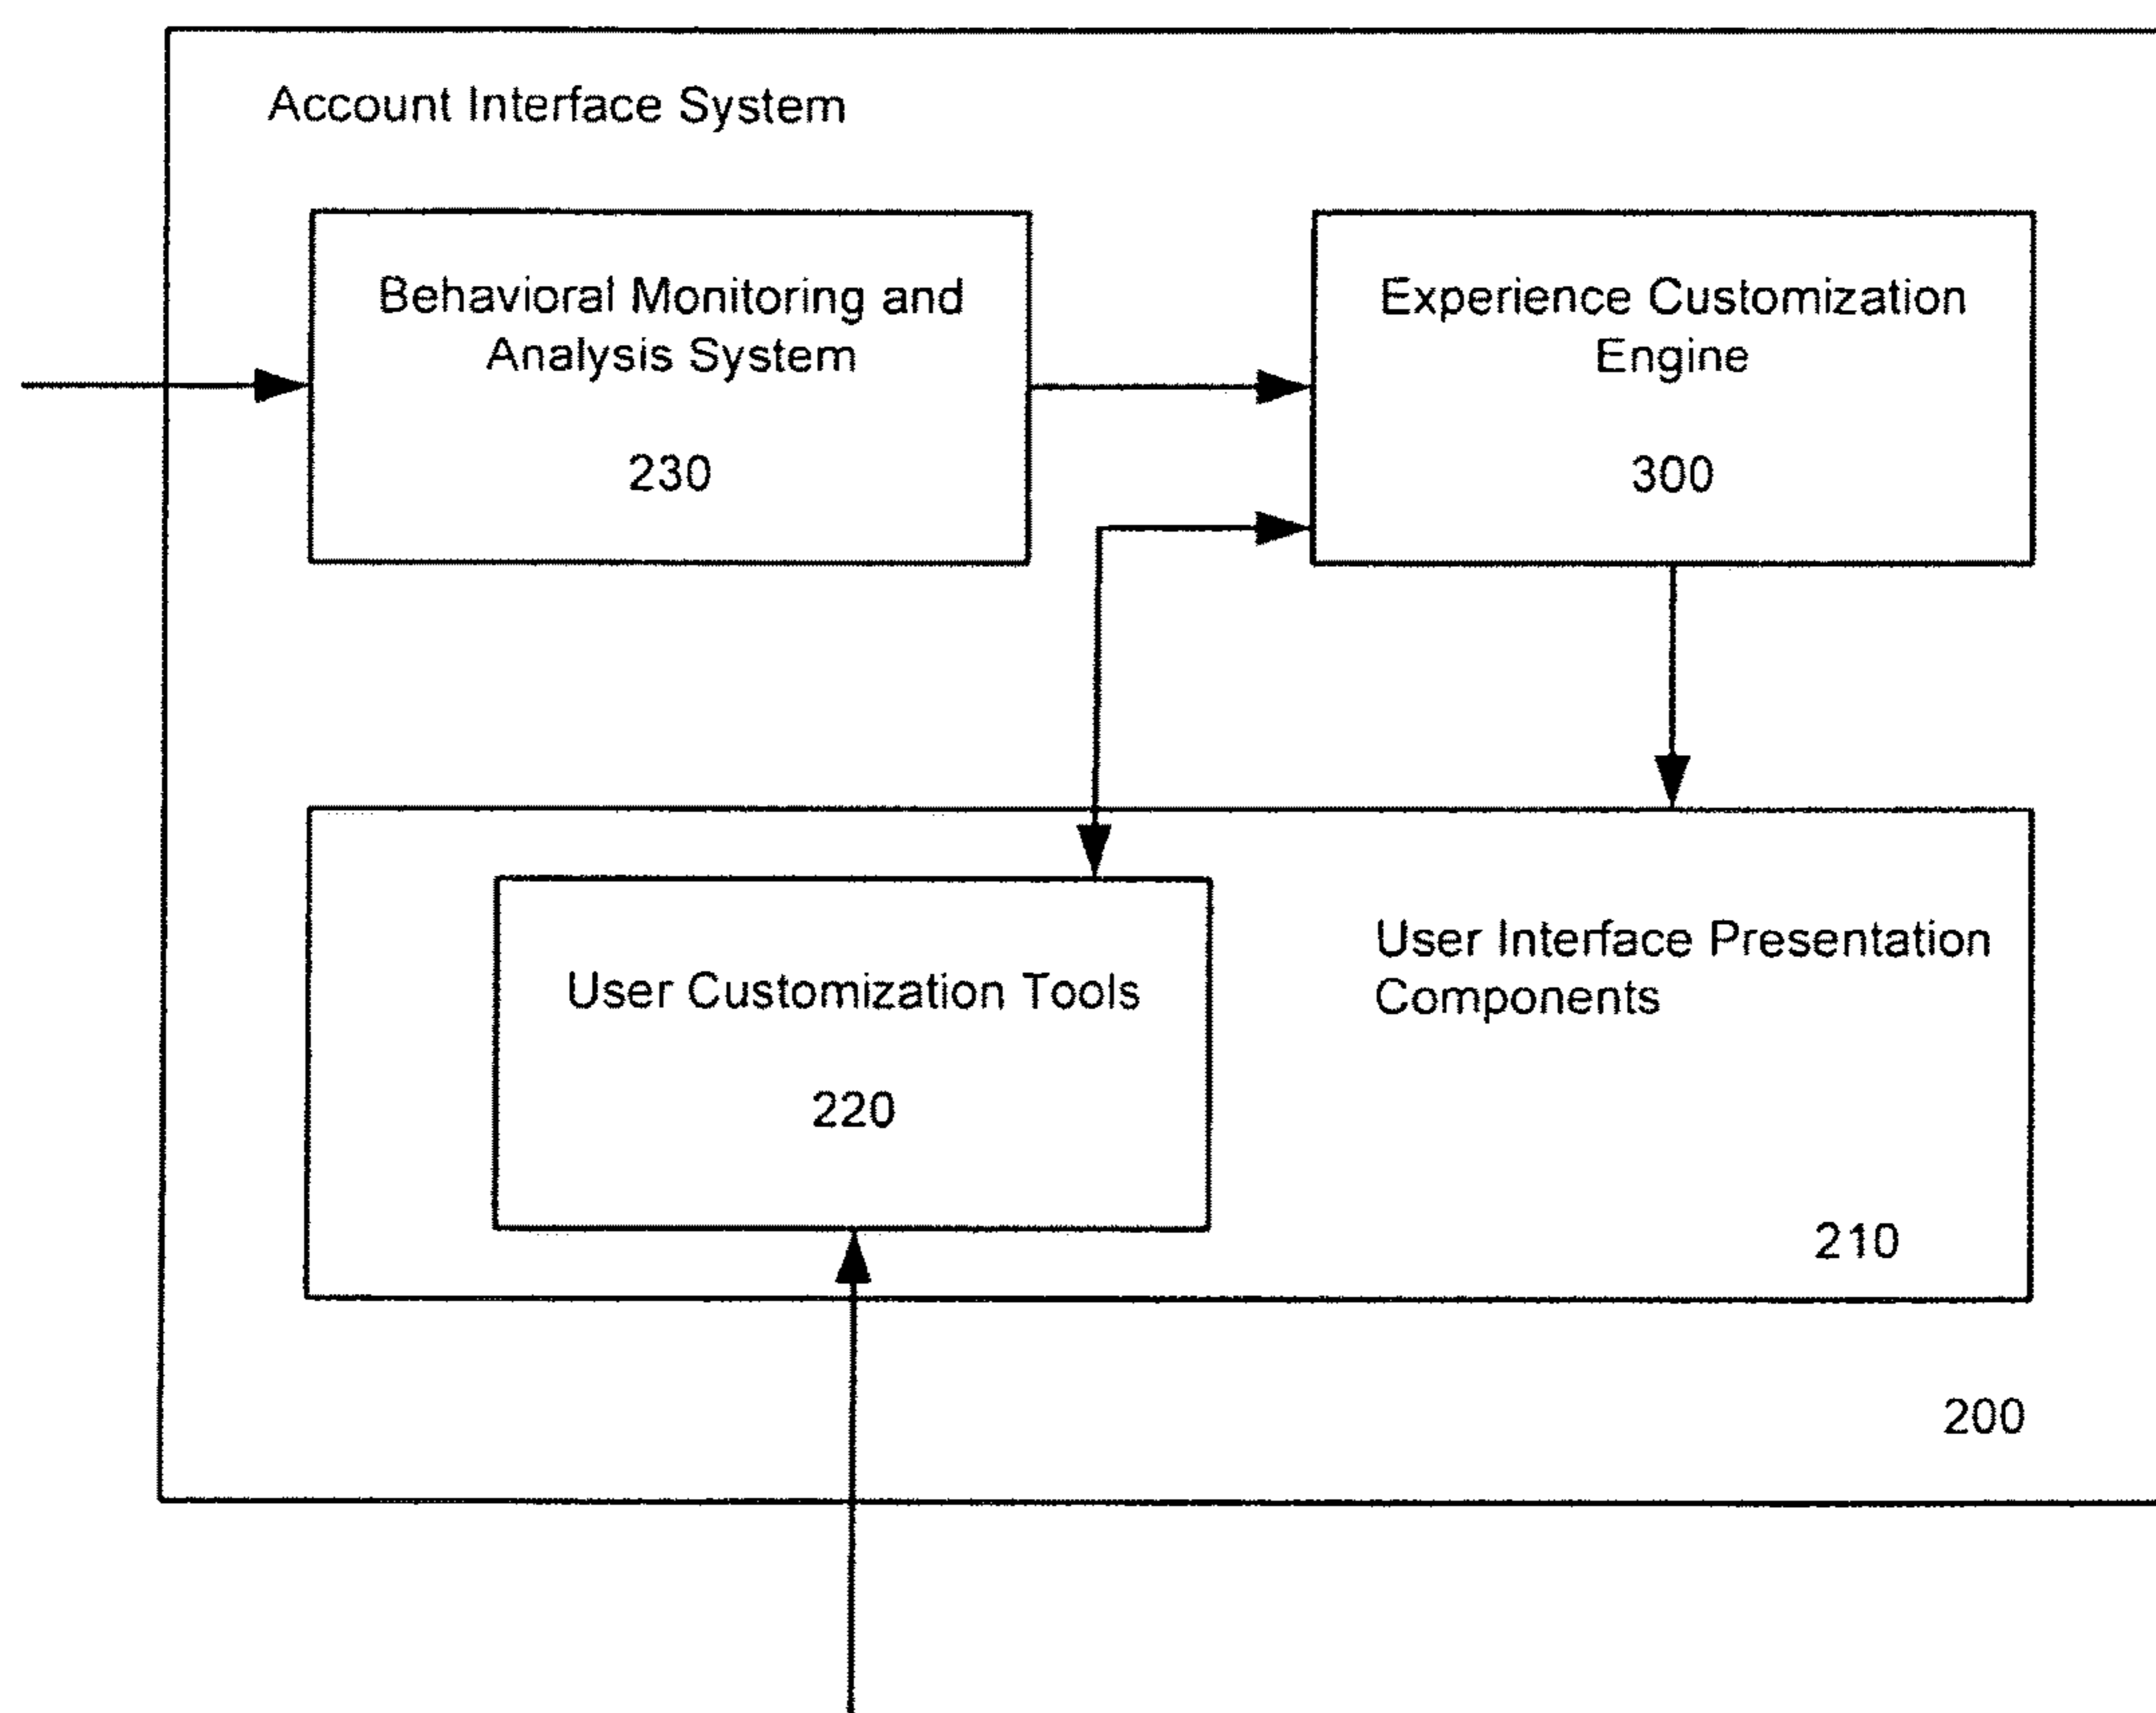 Account Interface System
Behavioral Monitoring and
Analysis System
230
Experience Customization
Engine
300
User Customization Tools
220
User Interface Presentation
Components
210
200